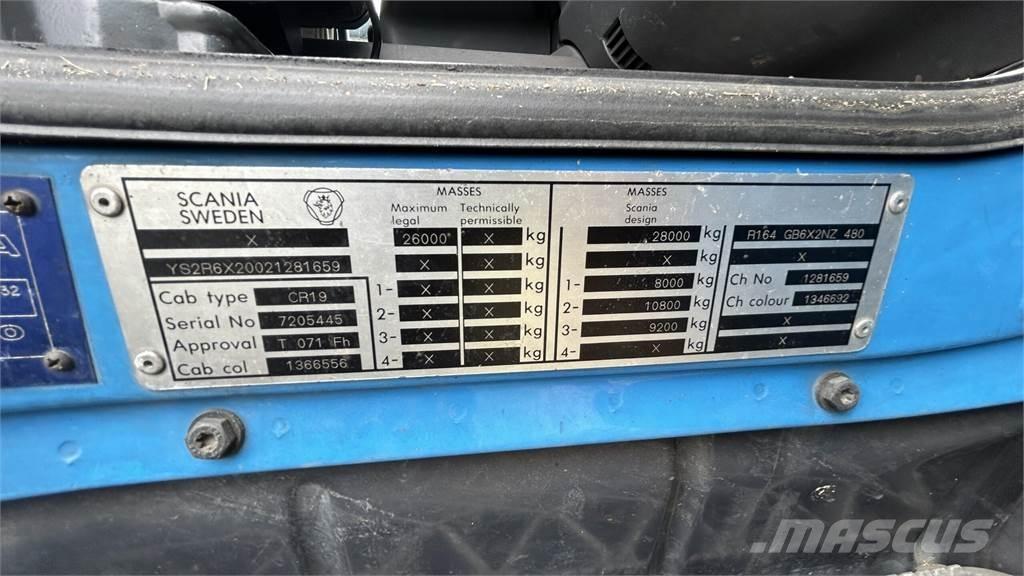 SCANIA
SWEDEN
X
YS2R6X20021281659
Cab type CR19
Serial No 7205445
Approval T 071 Fh
Cab col 1366556
MASSES
Maximum legal
Technically permissible
26000* X kg
X X kg
1- X X kg
2- X X kg
3- X X kg
4- X X kg
MASSES
Scania design
28000 kg
X kg
1- 8000 kg
2- 10800 kg
3- 9200 kg
4- X kg
R164 GB6X2NZ 480
X
Ch No 1281659
Ch colour 1346692
X
X
A
32
O
MASCUS